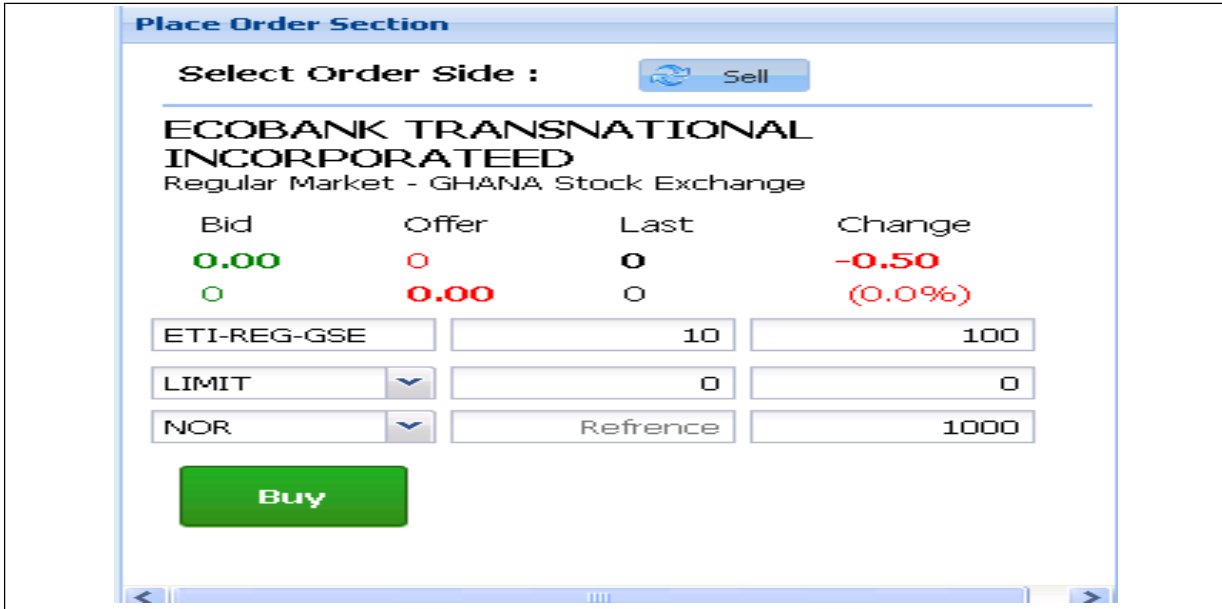 Place Order Section
Select Order Side : Sell
ECOBANK TRANSNATIONAL
INCORPORATEED
Regular Market - GHANA Stock Exchange
Bid Offer Last Change
0.00 0 0 -0.50
0 0.00 0 (0.0%)
ETI-REG-GSE 10 100
LIMIT 0 0
NOR Refrence 1000
Buy